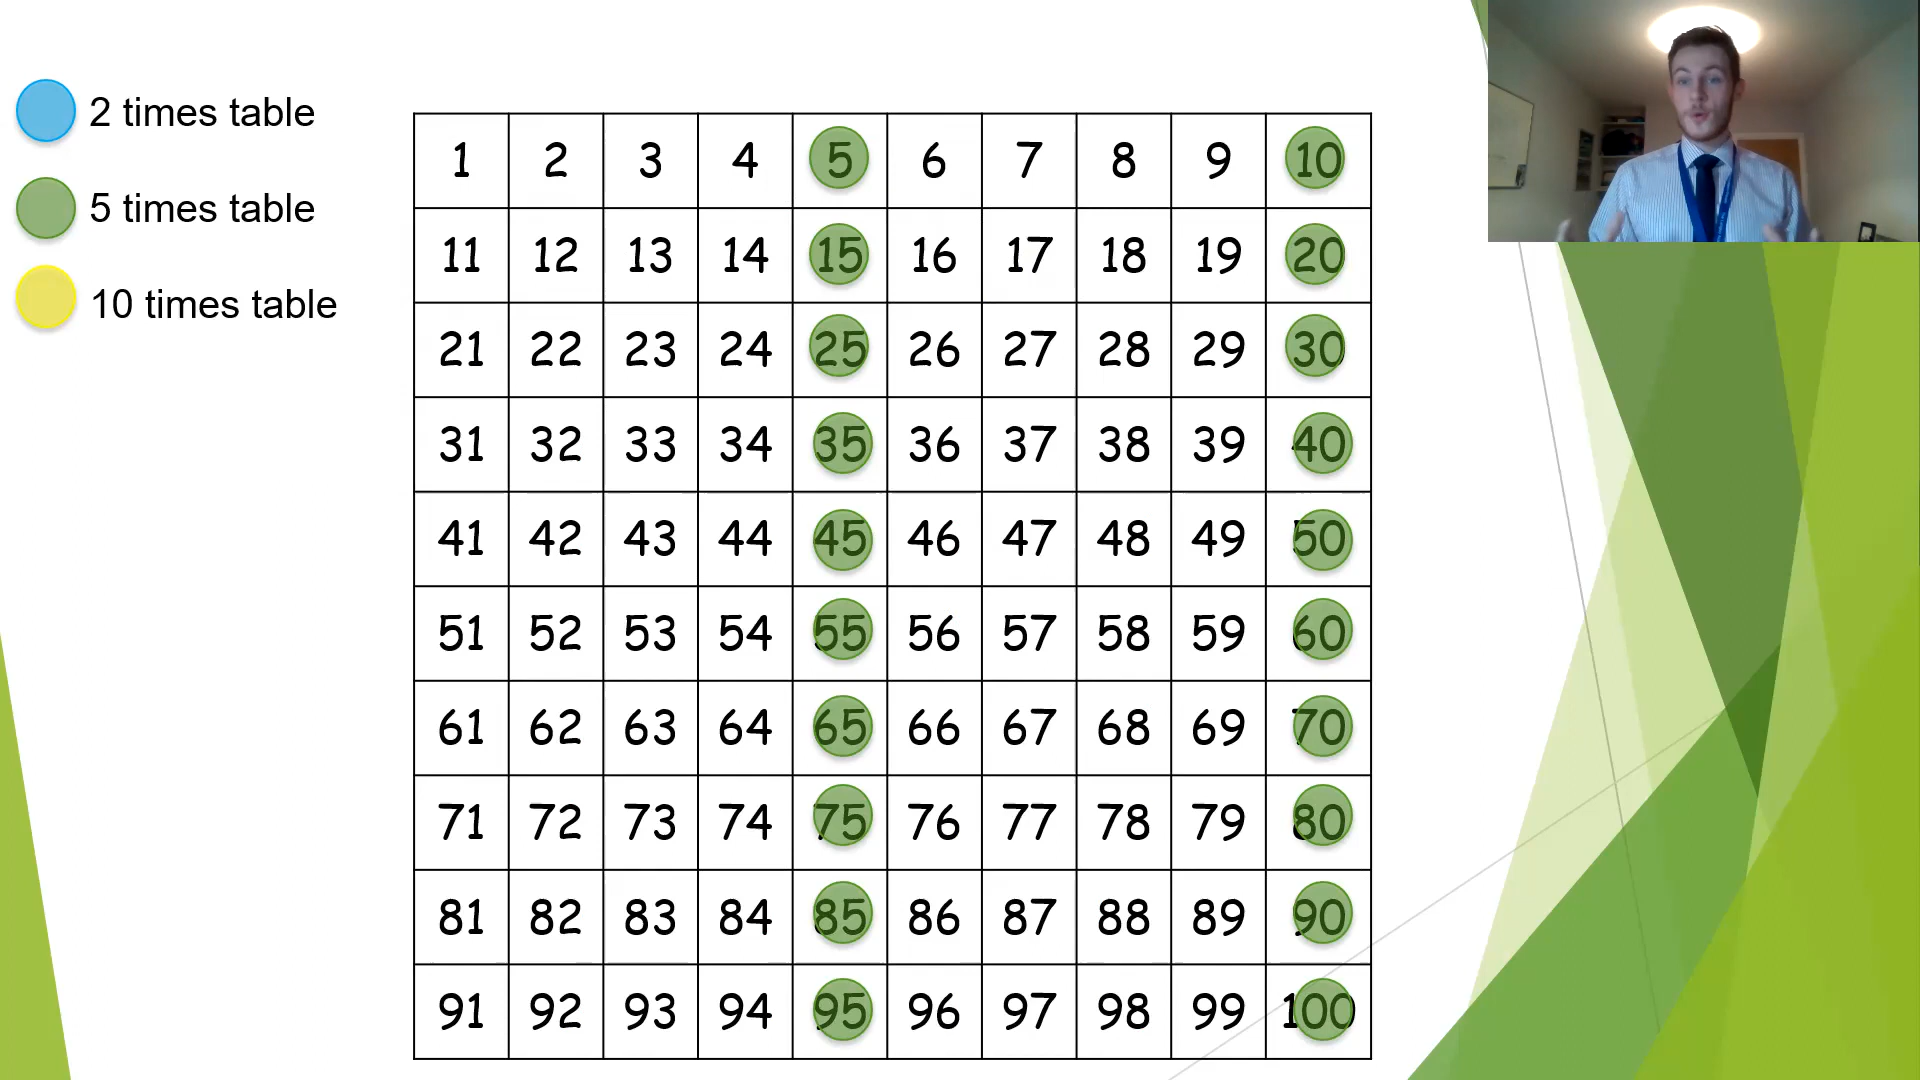 2 times table
5 times table
10 times table
1 2 3 4 5 6 7 8 9 10
11 12 13 14 15 16 17 18 19 20
21 22 23 24 25 26 27 28 29 30
31 32 33 34 35 36 37 38 39 40
41 42 43 44 45 46 47 48 49 50
51 52 53 54 55 56 57 58 59 60
61 62 63 64 65 66 67 68 69 70
71 72 73 74 75 76 77 78 79 80
81 82 83 84 85 86 87 88 89 90
91 92 93 94 95 96 97 98 99 100